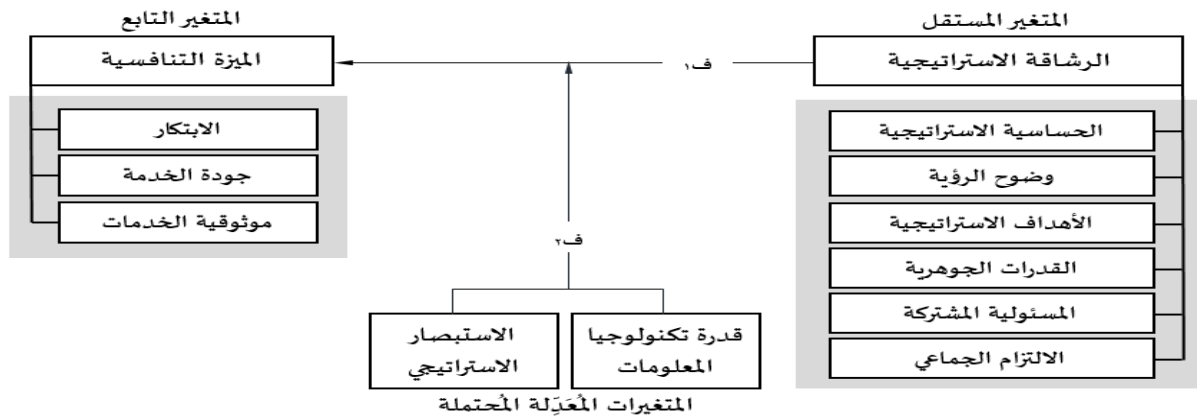 المتغير المستقل
الرشاقة الاستراتيجية
الحساسية الاستراتيجية
وضوح الرؤية
الأهداف الاستراتيجية
القدرات الجوهرية
المسئولية المشتركة
الالتزام الجماعي
ف١
ف٢
المتغير التابع
الميزة التنافسية
الابتكار
جودة الخدمة
موثوقية الخدمات
قدرة تكنولوجيا
المعلومات
الاستبصار
الاستراتيجي
المتغيرات المُعَدِّلة المُحتملة